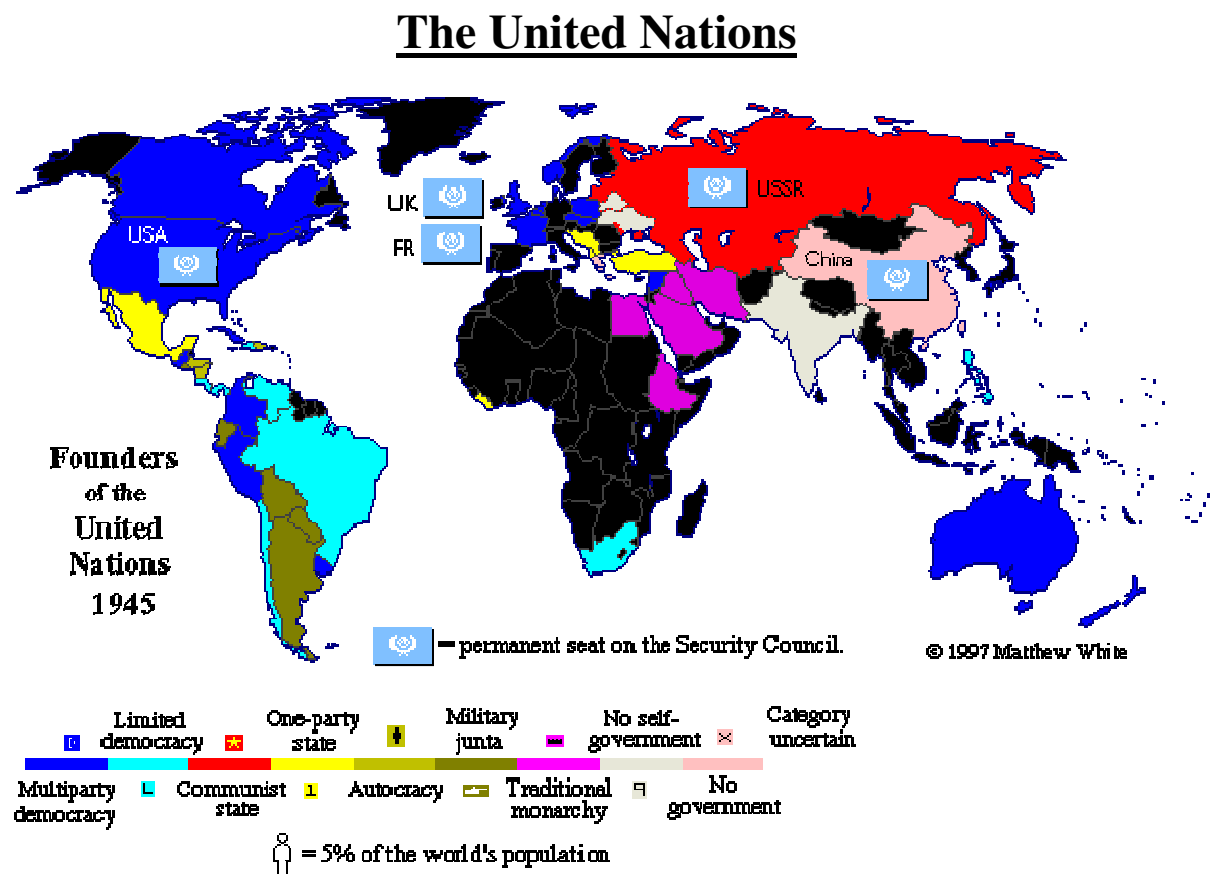 The United Nations
UK
USSR
USA
FR
China
Founders
of the
United
Nations
1945
= permanent seat on the Security Council.
© 1997 Matthew White
Limited
democracy
One-party
state
Military
junta
No self-
government
Category
uncertain
Multiparty
democracy
Communist
state
Autocracy
Traditional
monarchy
No
government
= 5% of the world's population